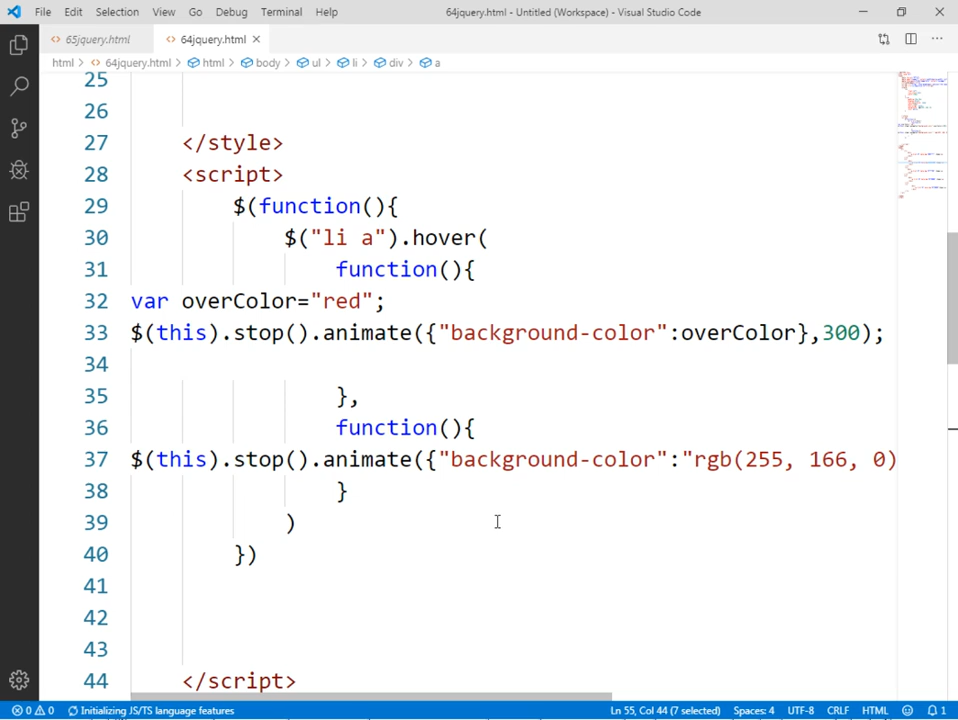 File Edit Selection View Go Debug Terminal Help 64jquery.html - Untitled (Workspace) - Visual Studio Code
65jquery.html 64jquery.html
html > 64jquery.html > html > body > ul > li > div > a
25
26
27 </style>
28 <script>
29 $(function(){
30 $("li a").hover(
31 function(){
32 var overColor="red";
33 $(this).stop().animate({"background-color":overColor},300);
34
35 },
36 function(){
37 $(this).stop().animate({"background-color":"rgb(255, 166, 0)
38 }
39 )
40 })
41
42
43
44 </script>
0 0 Initializing JS/TS language features Ln 55, Col 44 (7 selected) Spaces: 4 UTF-8 CRLF HTML 1